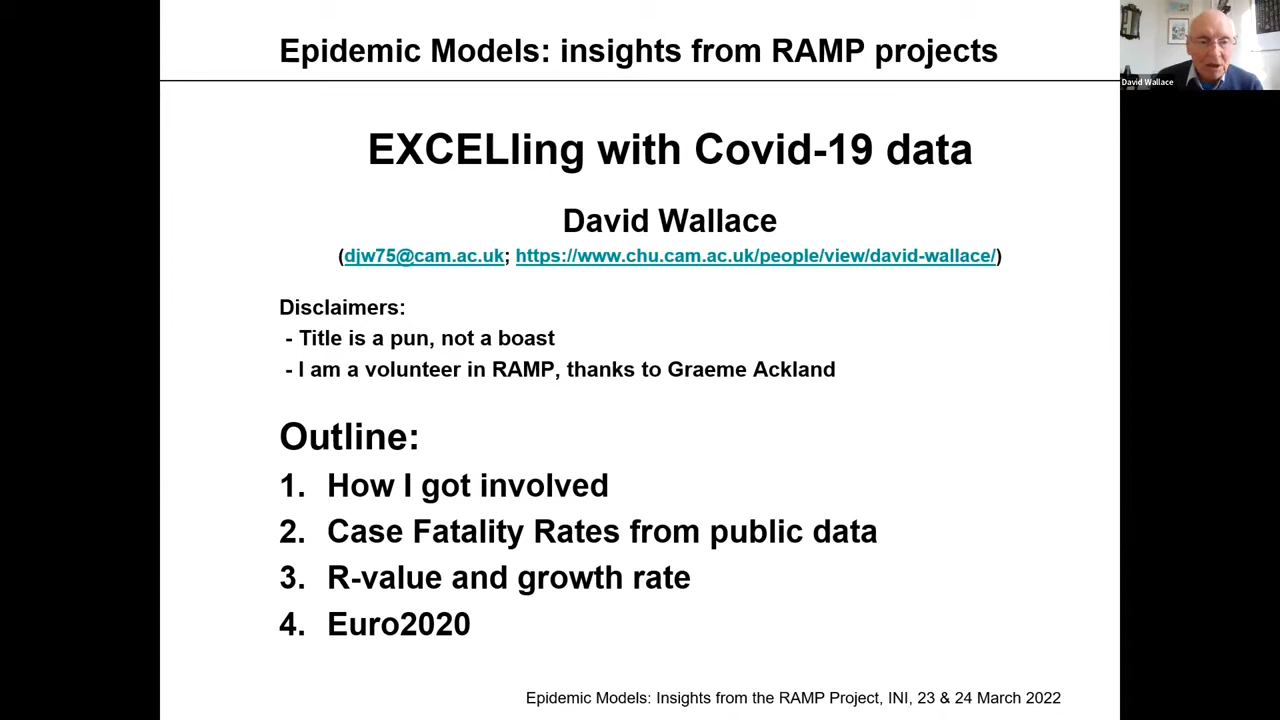 Epidemic Models: insights from RAMP projects
David Wallace
EXCELling with Covid-19 data
David Wallace
(djw75@cam.ac.uk; https://www.chu.cam.ac.uk/people/view/david-wallace/)
Disclaimers:
- Title is a pun, not a boast
- I am a volunteer in RAMP, thanks to Graeme Ackland
Outline:
1. How I got involved
2. Case Fatality Rates from public data
3. R-value and growth rate
4. Euro2020
Epidemic Models: Insights from the RAMP Project, INI, 23 & 24 March 2022